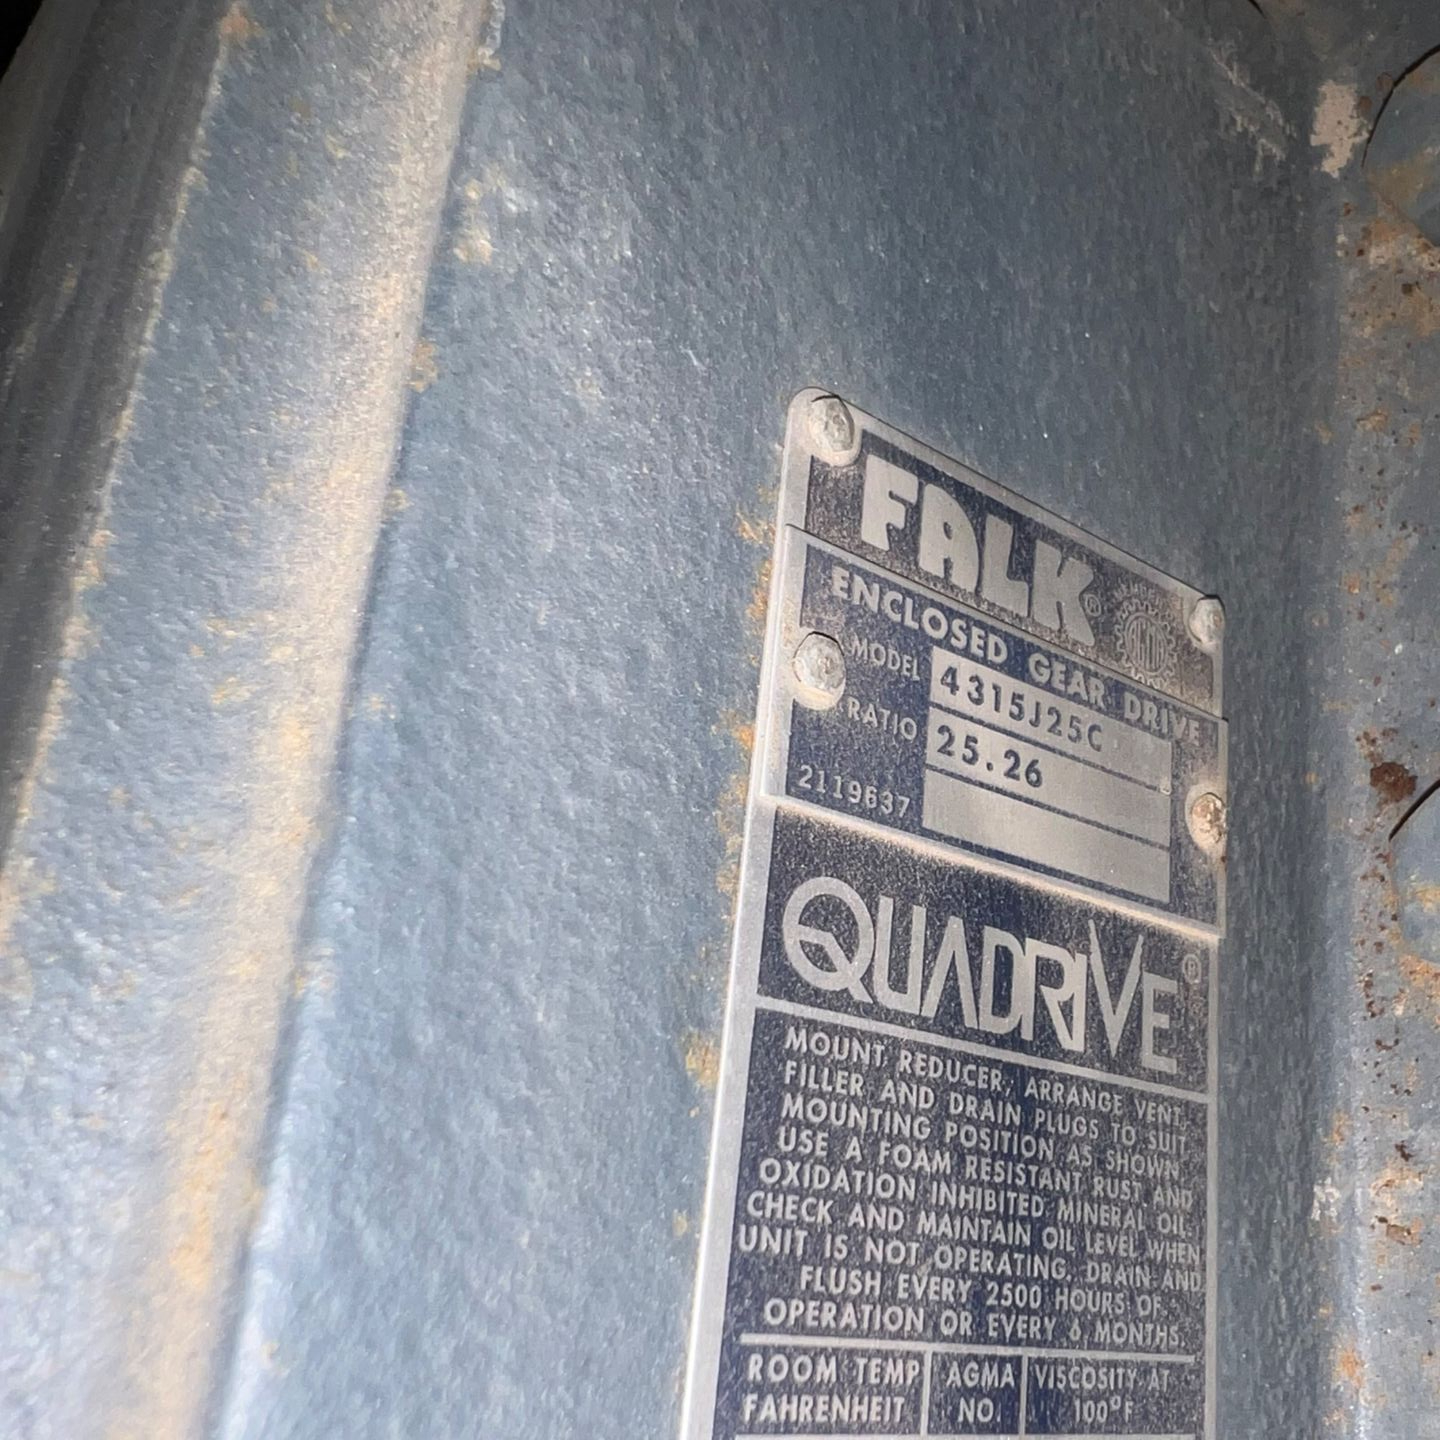 FALK®
AGMA
ENCLOSED GEAR DRIVE
MODEL 4315J25C
RATIO 25.26
2119637
QUADRIVE®
MOUNT REDUCER, ARRANGE VENT,
FILLER AND DRAIN PLUGS TO SUIT
MOUNTING POSITION AS SHOWN.
USE A FOAM RESISTANT RUST AND
OXIDATION INHIBITED MINERAL OIL.
CHECK AND MAINTAIN OIL LEVEL WHEN
UNIT IS NOT OPERATING. DRAIN AND
FLUSH EVERY 2500 HOURS OF
OPERATION OR EVERY 6 MONTHS.
ROOM TEMP AGMA VISCOSITY AT
FAHRENHEIT NO. 100°F